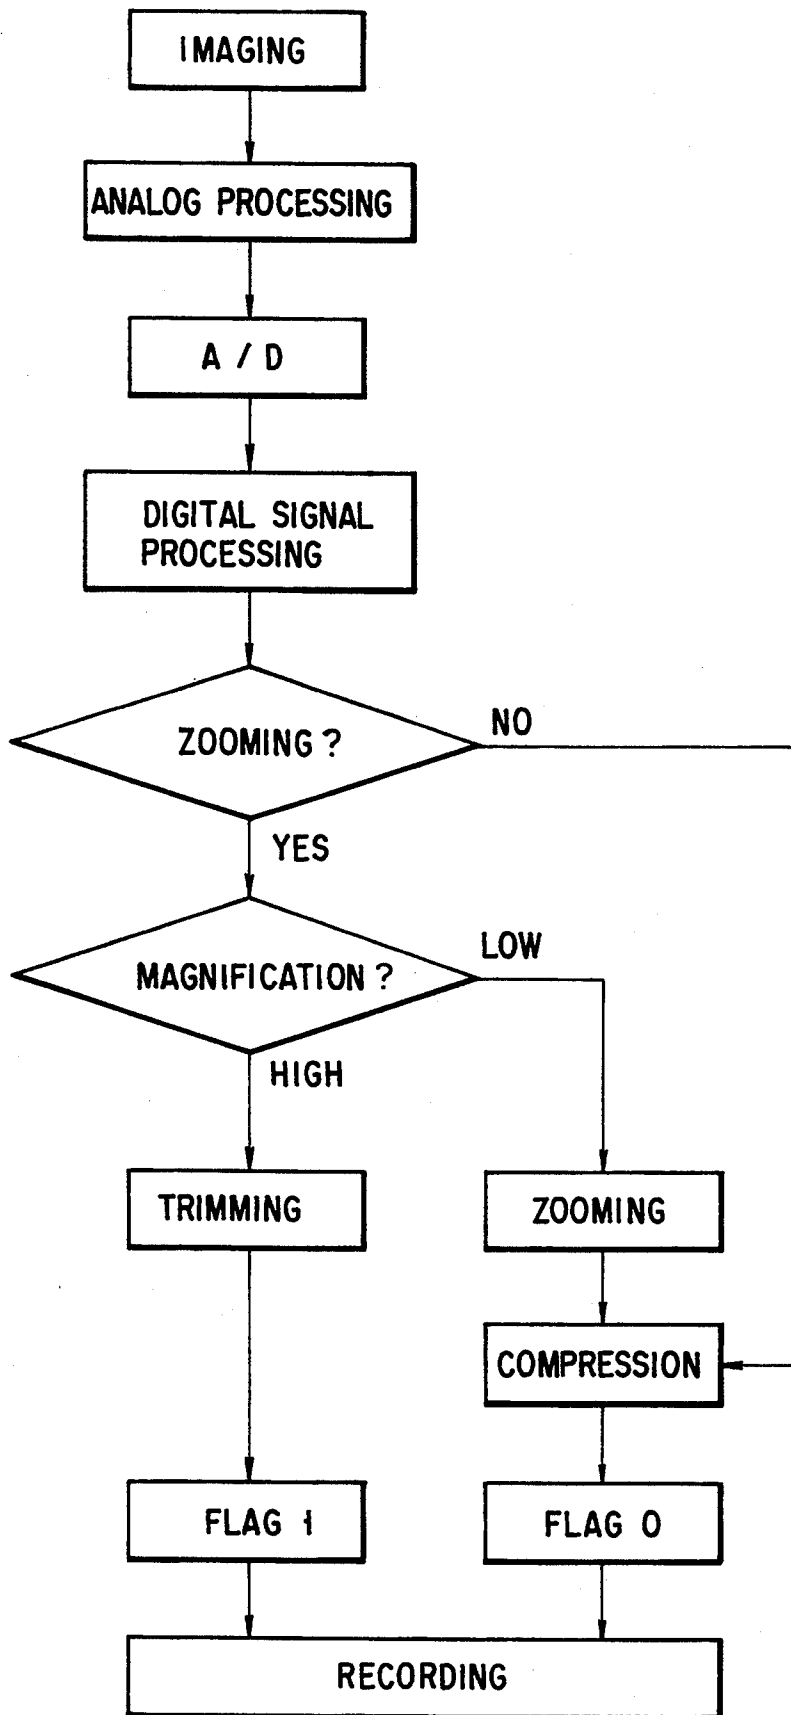 IMAGING
ANALOG PROCESSING
A / D
DIGITAL SIGNAL
PROCESSING
ZOOMING ?
NO
YES
MAGNIFICATION ?
LOW
HIGH
TRIMMING
ZOOMING
COMPRESSION
FLAG 1
FLAG 0
RECORDING